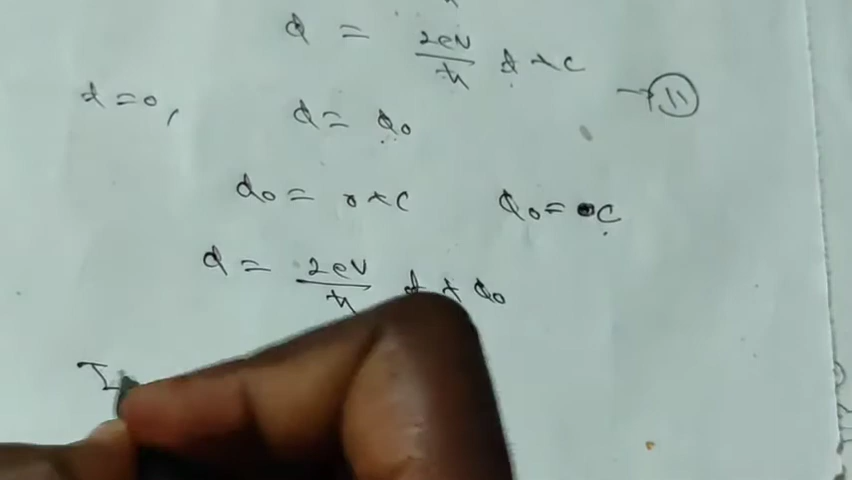 ϕ = 2eV/ℏ t + C
t = 0, ϕ = ϕ₀ → (11)
ϕ₀ = 0 + C ϕ₀ = C
ϕ = 2eV/ℏ t + ϕ₀
I